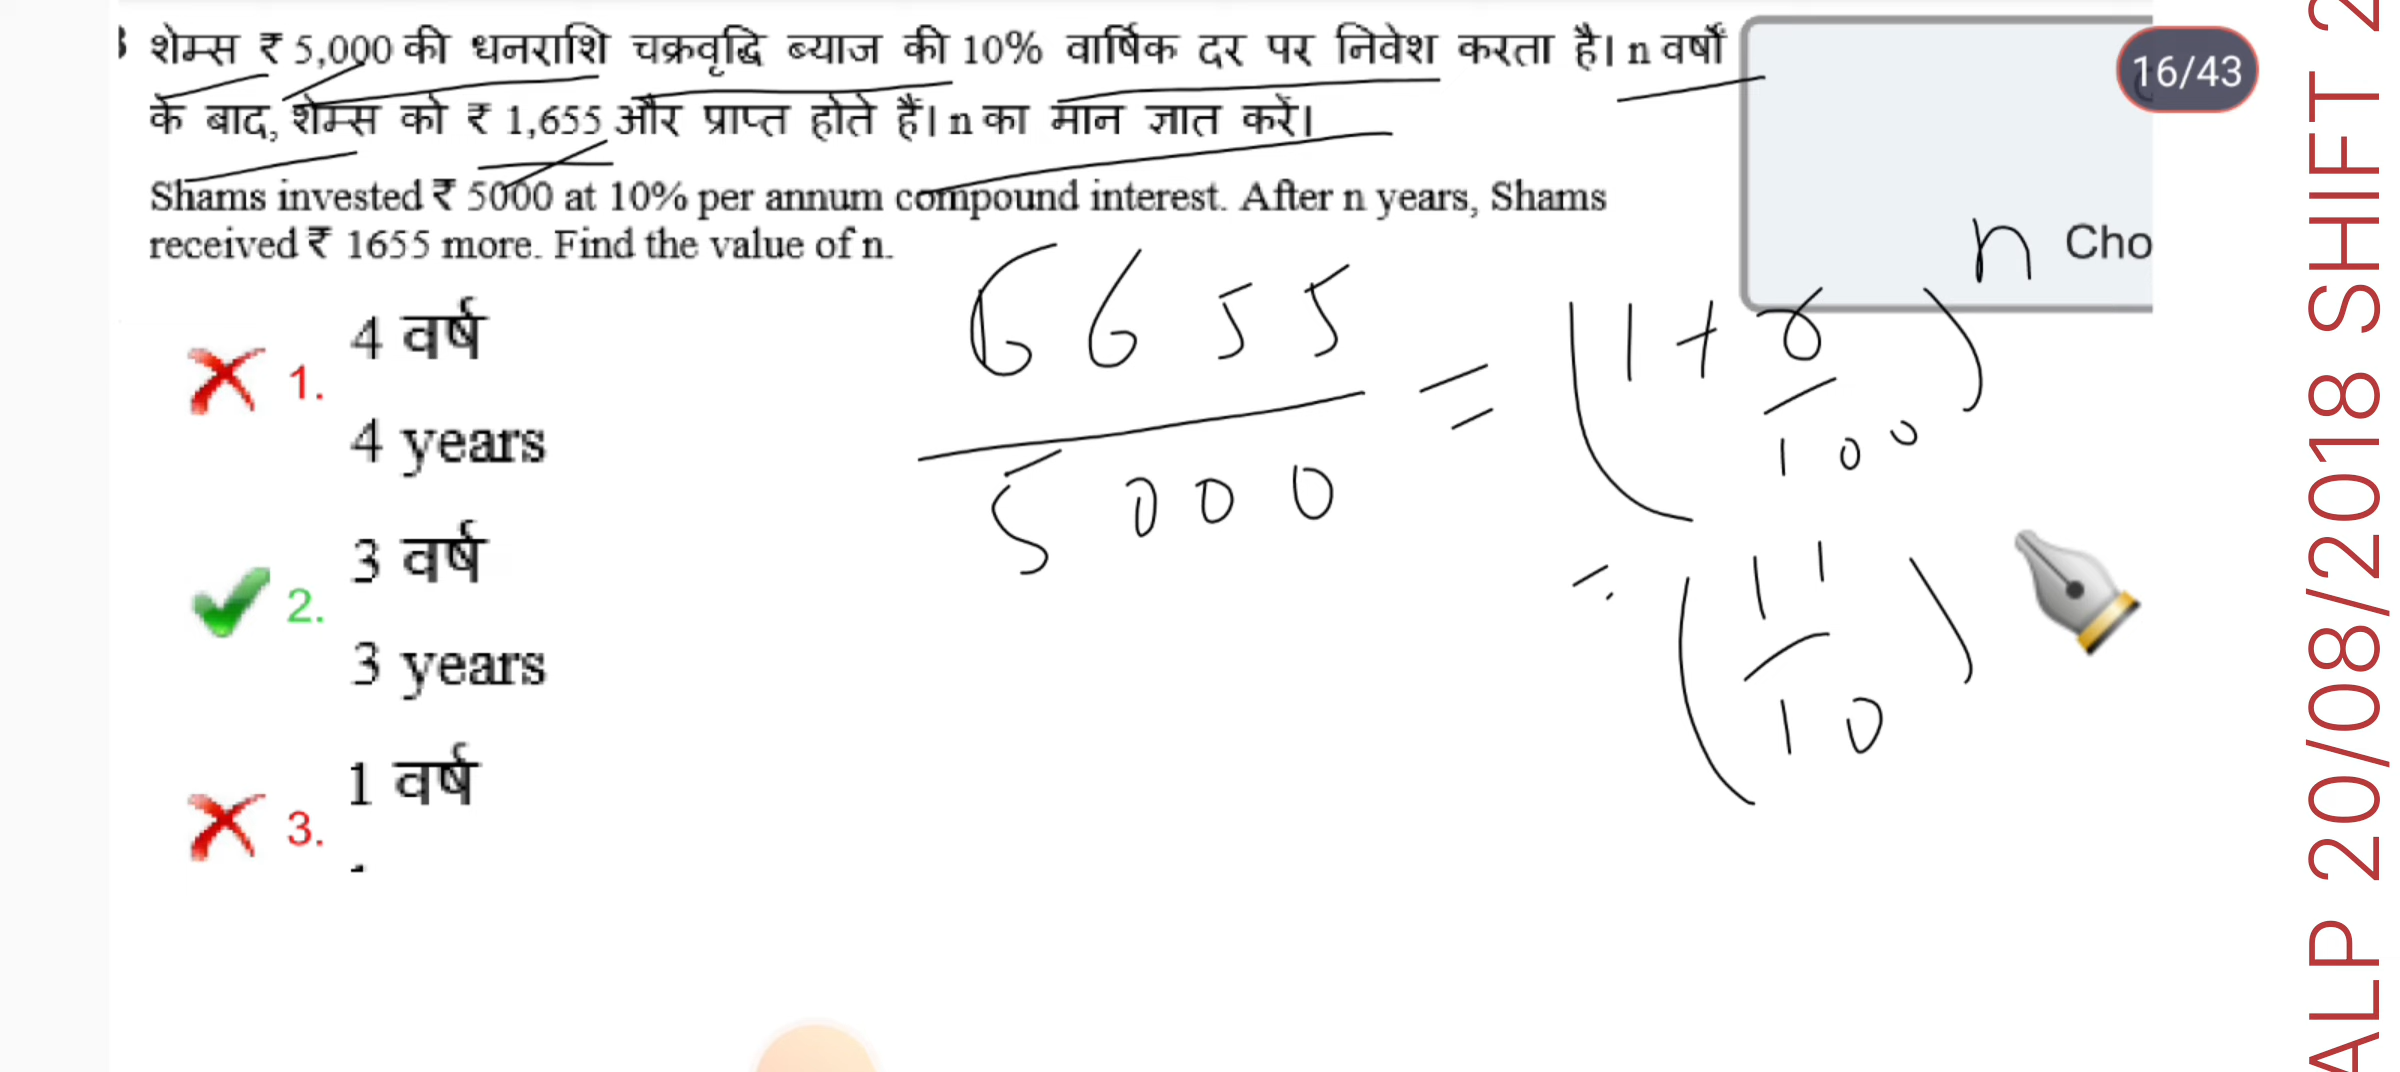 शेम्स ₹ 5,000 की धनराशि चक्रवृद्धि ब्याज की 10% वार्षिक दर पर निवेश करता है। n वर्षों
के बाद, शेम्स को ₹ 1,655 और प्राप्त होते हैं। n का मान ज्ञात करें।
Shams invested ₹ 5000 at 10% per annum compound interest. After n years, Shams
received ₹ 1655 more. Find the value of n.
16/43
Cho
1. 4 वर्ष
4 years
2. 3 वर्ष
3 years
3. 1 वर्ष
6655
5000
= (1 + r
100
) n
= (11
10)
ALP 20/08/2018 SHIFT 2